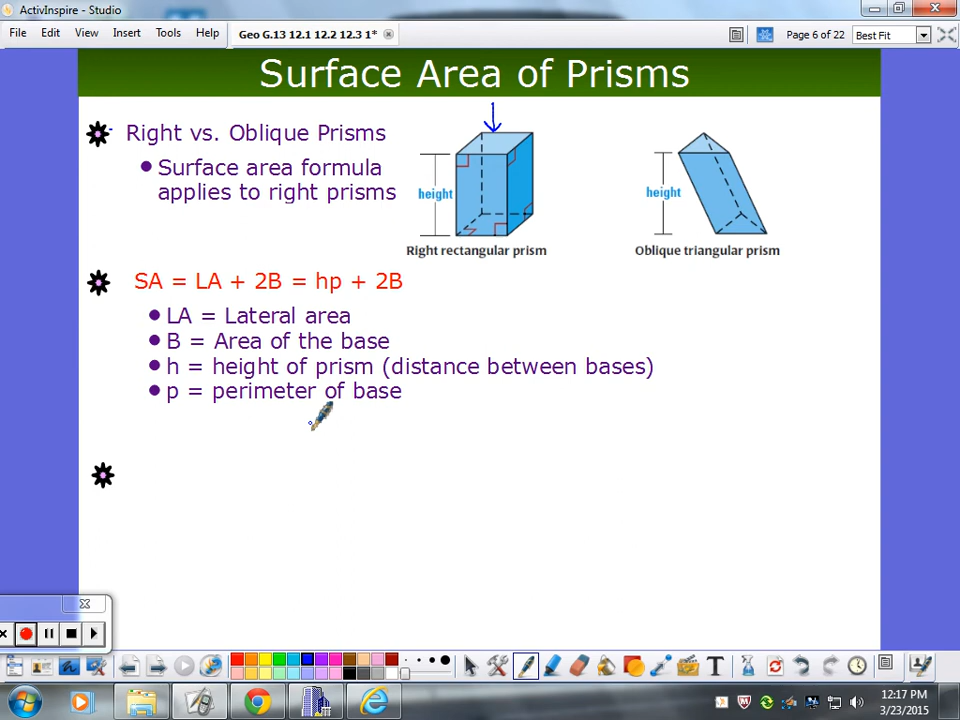 ActivInspire - Studio
File Edit View Insert Tools Help
Geo G.13 12.1 12.2 12.3 1*
Page 6 of 22
Best Fit
Surface Area of Prisms
Right vs. Oblique Prisms
Surface area formula
applies to right prisms
height
Right rectangular prism
height
Oblique triangular prism
SA = LA + 2B = hp + 2B
LA = Lateral area
B = Area of the base
h = height of prism (distance between bases)
p = perimeter of base
12:17 PM
3/23/2015